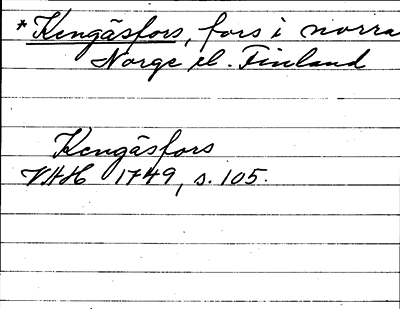 *Kengäsfors, fors i norra
Norge el. Finland
Kengäsfors
VAH 1749, s. 105.